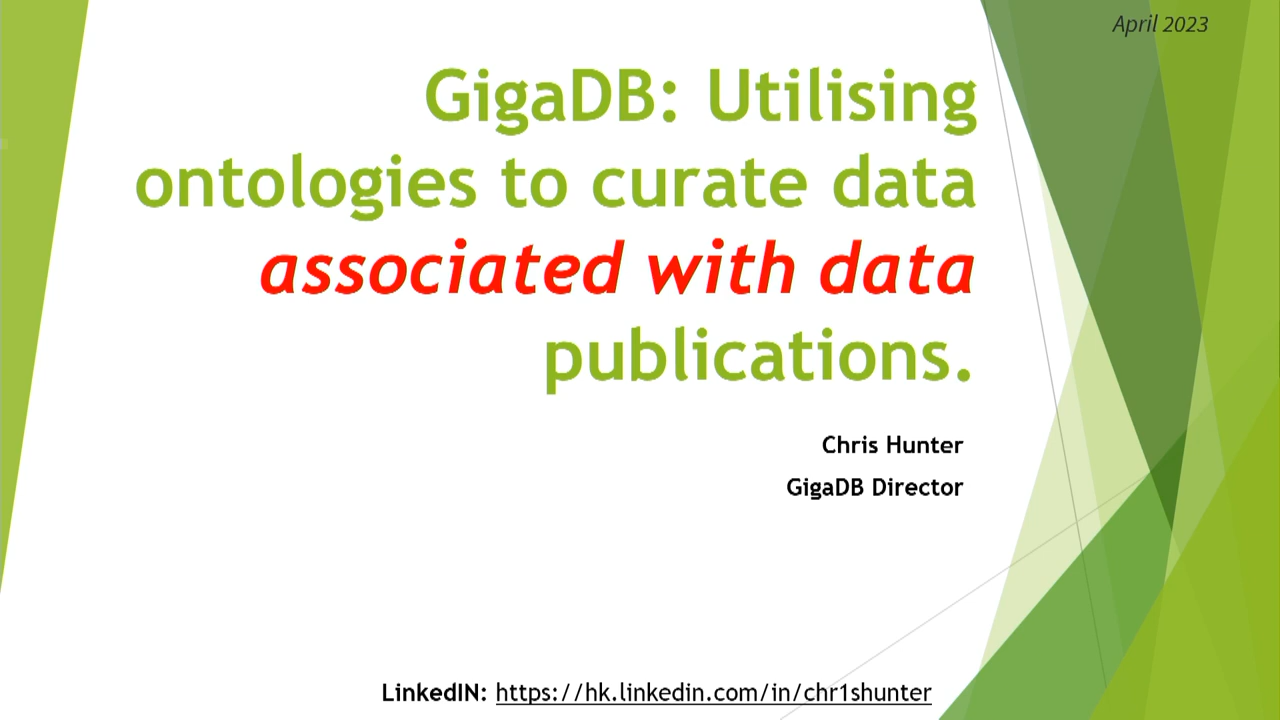 April 2023
GigaDB: Utilising
ontologies to curate data
associated with data
publications.
Chris Hunter
GigaDB Director
LinkedIN: https://hk.linkedin.com/in/chr1shunter